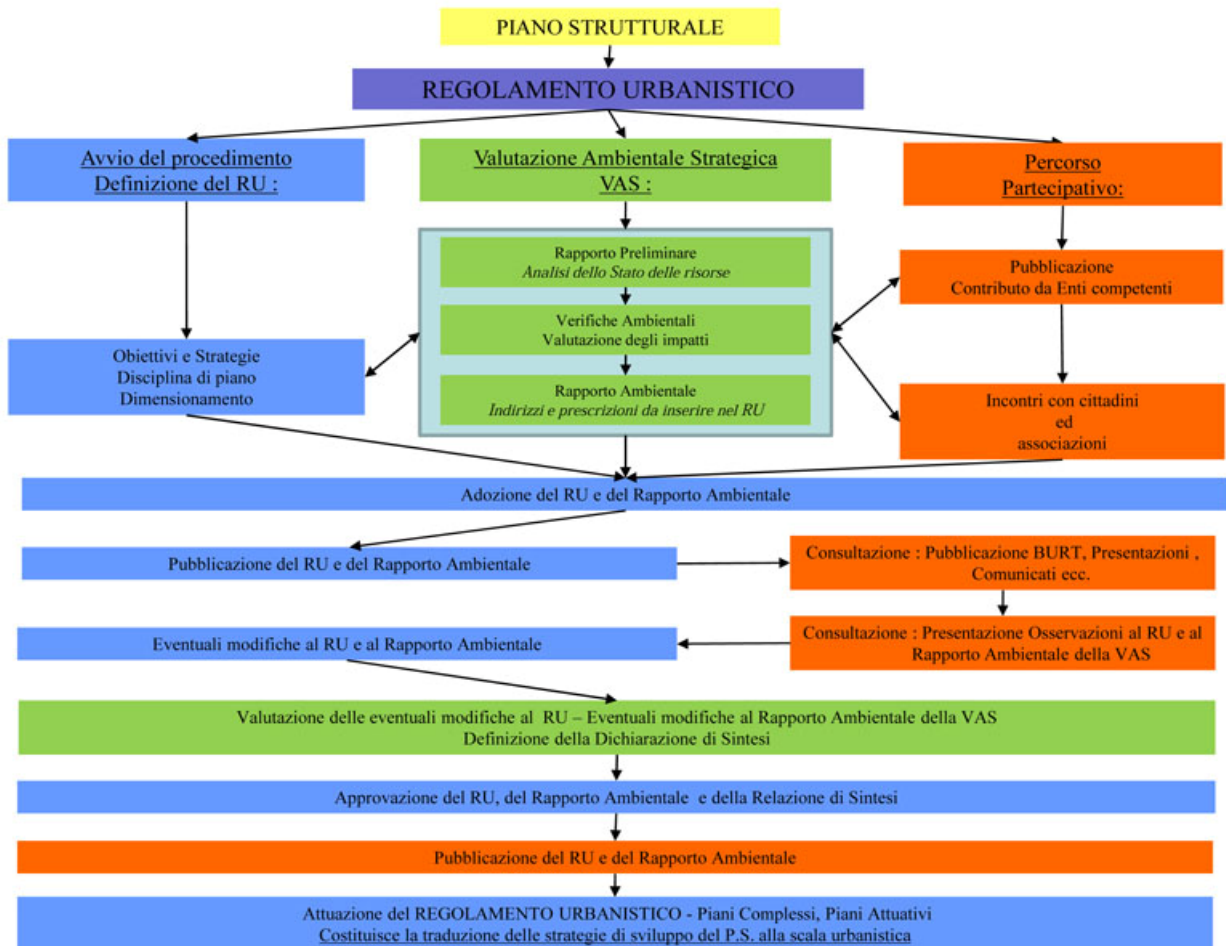 PIANO STRUTTURALE
REGOLAMENTO URBANISTICO
Avvio del procedimento
Definizione del RU :
Valutazione Ambientale Strategica
VAS :
Percorso
Partecipativo:
Rapporto Preliminare
Analisi dello Stato delle risorse
Verifiche Ambientali
Valutazione degli impatti
Rapporto Ambientale
Indirizzi e prescrizioni da inserire nel RU
Obiettivi e Strategie
Disciplina di piano
Dimensionamento
Pubblicazione
Contributo da Enti competenti
Incontri con cittadini
ed
associazioni
Adozione del RU e del Rapporto Ambientale
Pubblicazione del RU e del Rapporto Ambientale
Consultazione : Pubblicazione BURT, Presentazioni ,
Comunicati ecc.
Consultazione : Presentazione Osservazioni al RU e al
Rapporto Ambientale della VAS
Eventuali modifiche al RU e al Rapporto Ambientale
Valutazione delle eventuali modifiche al RU – Eventuali modifiche al Rapporto Ambientale della VAS
Definizione della Dichiarazione di Sintesi
Approvazione del RU, del Rapporto Ambientale e della Relazione di Sintesi
Pubblicazione del RU e del Rapporto Ambientale
Attuazione del REGOLAMENTO URBANISTICO - Piani Complessi, Piani Attuativi
Costituisce la traduzione delle strategie di sviluppo del P.S. alla scala urbanistica